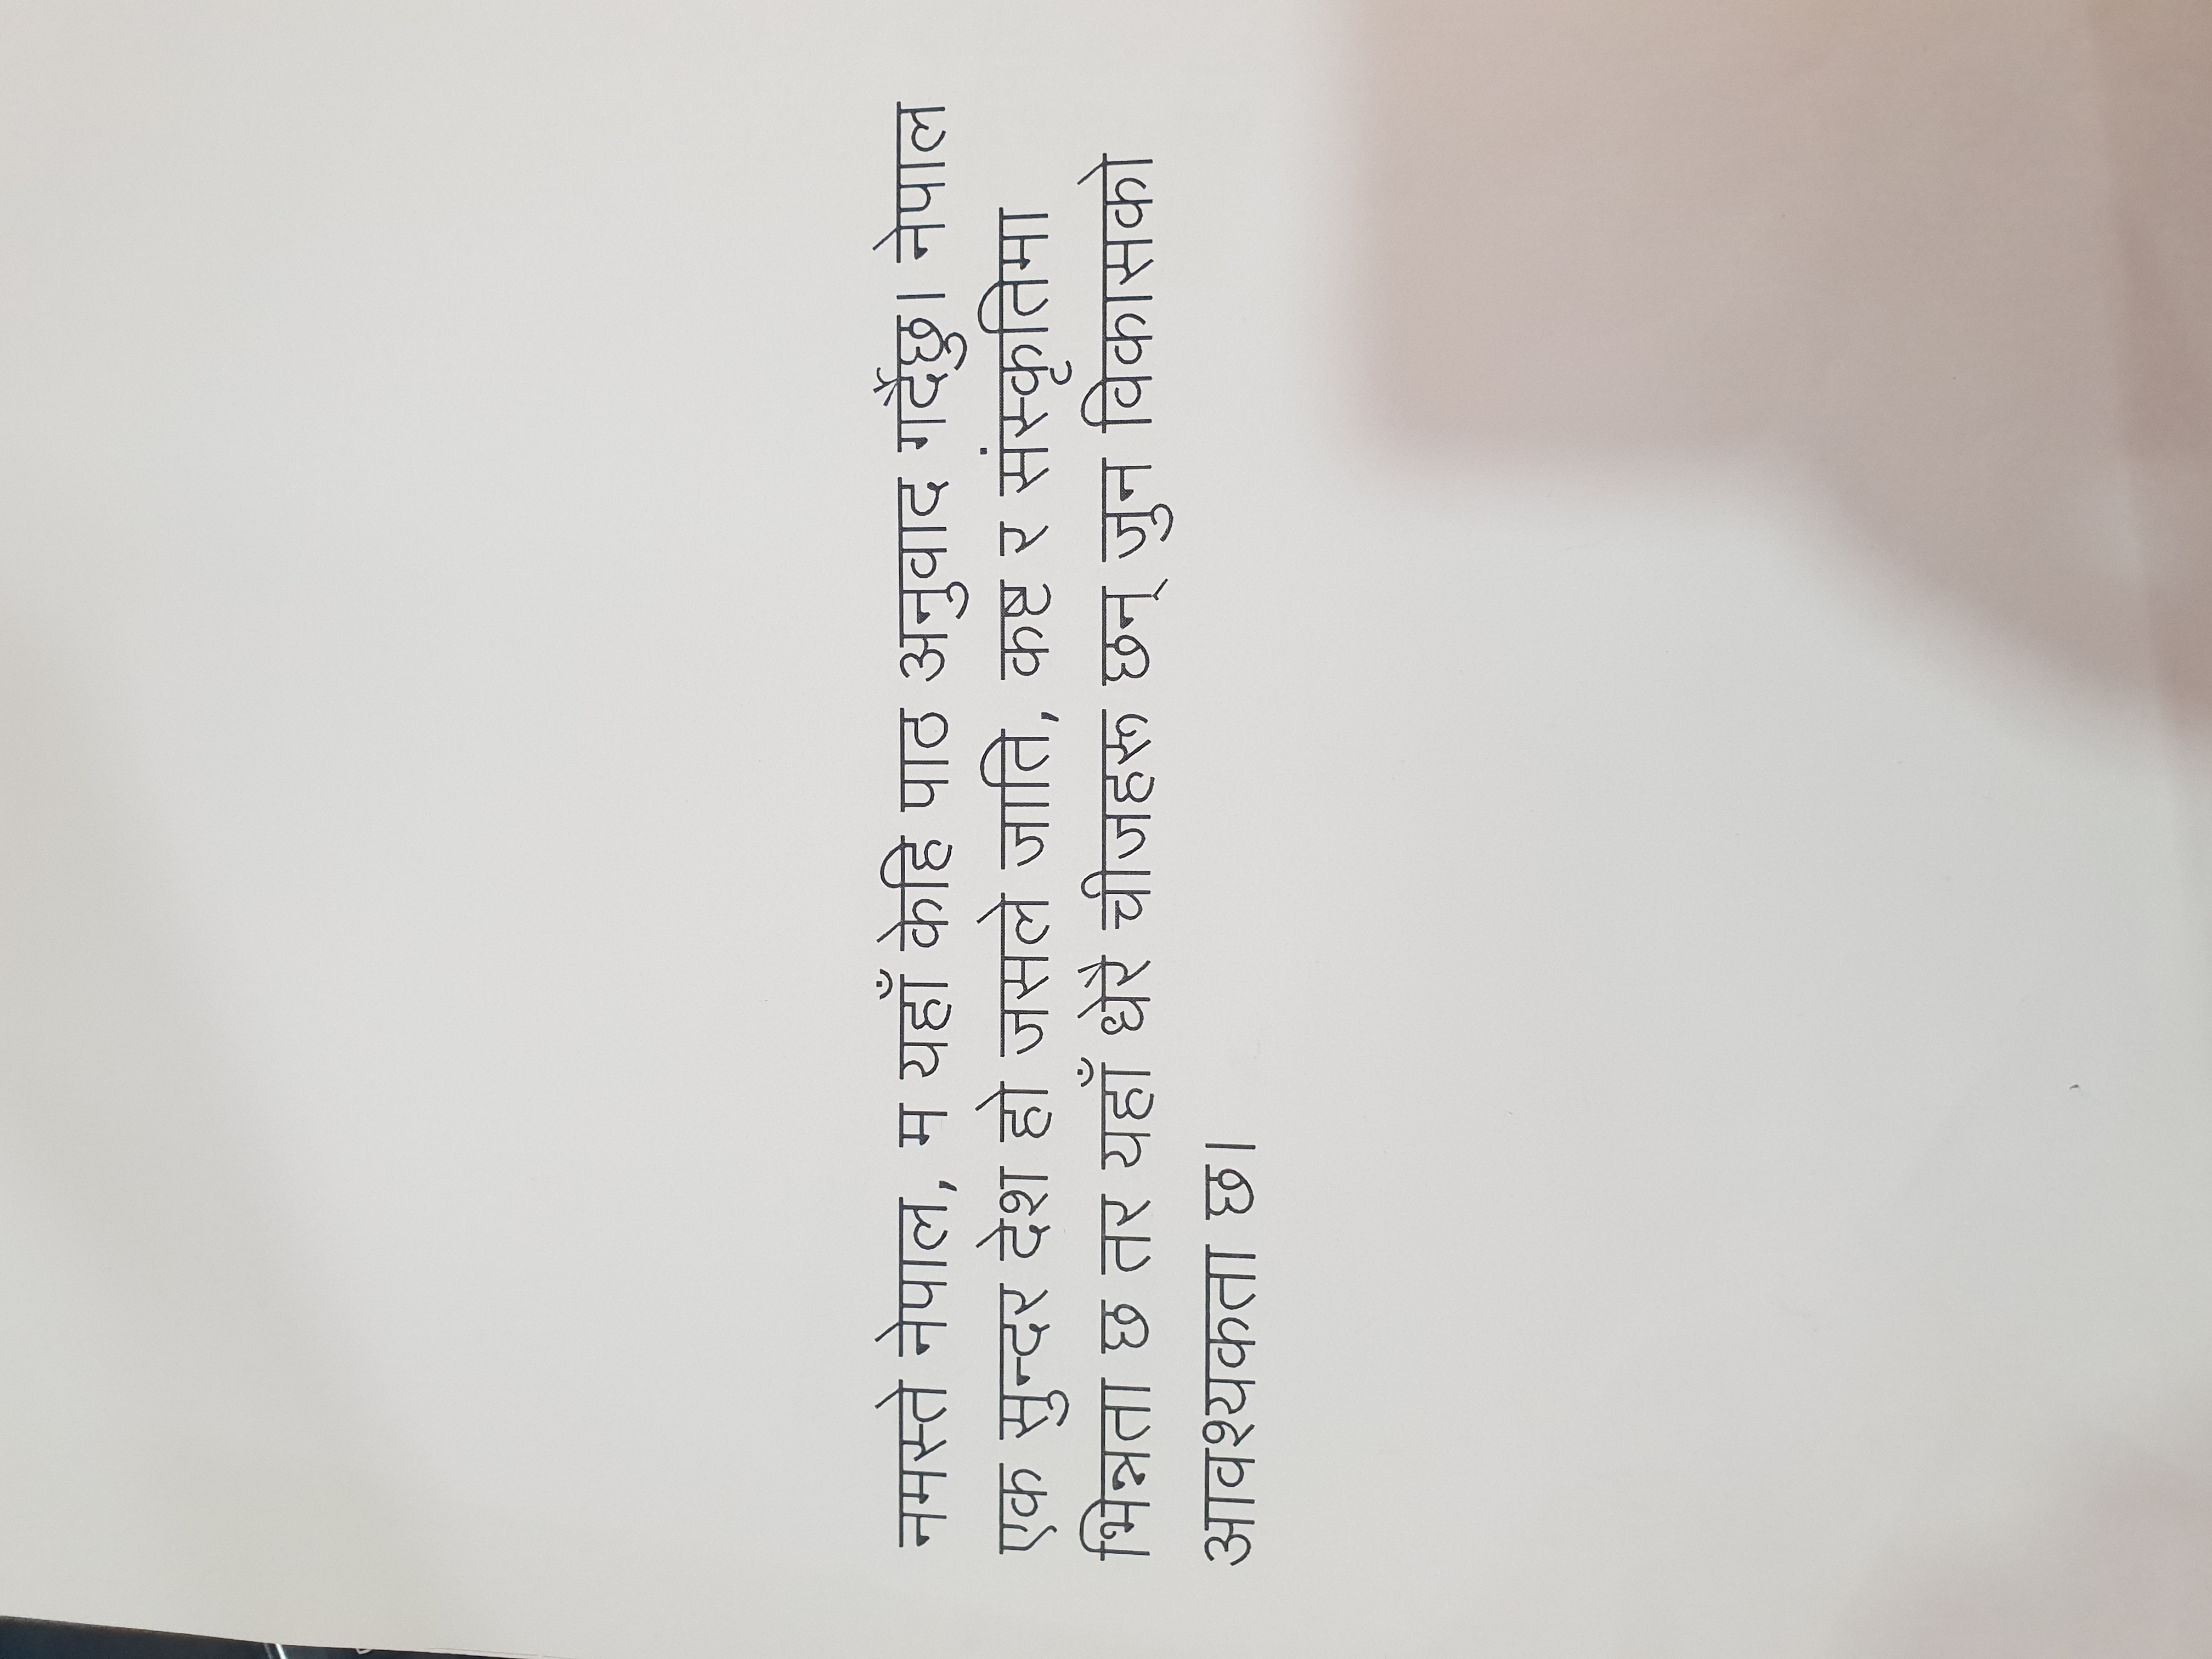 नमस्ते नेपाल, म यहाँ केहि पाठ अनुवाद गर्दैछु। नेपाल
एक सुन्दर देश हो जसले जाति, कष्ट र संस्कृतिमा
भिन्नता छ तर यहाँ धेरै चीजहरू छन् जुन विकासको
आवश्यकता छ।